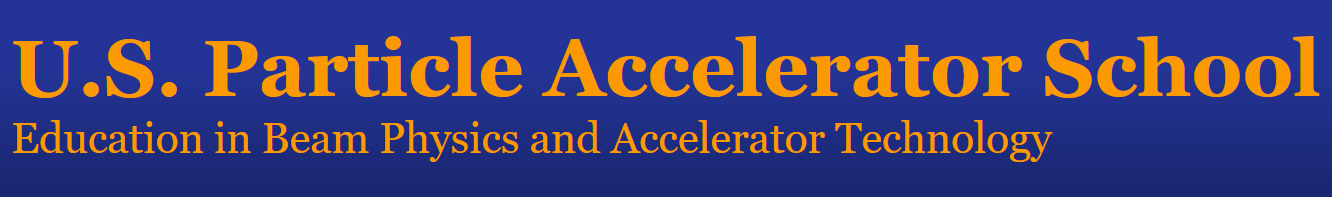 U.S. Particle Accelerator School
Education in Beam Physics and Accelerator Technology